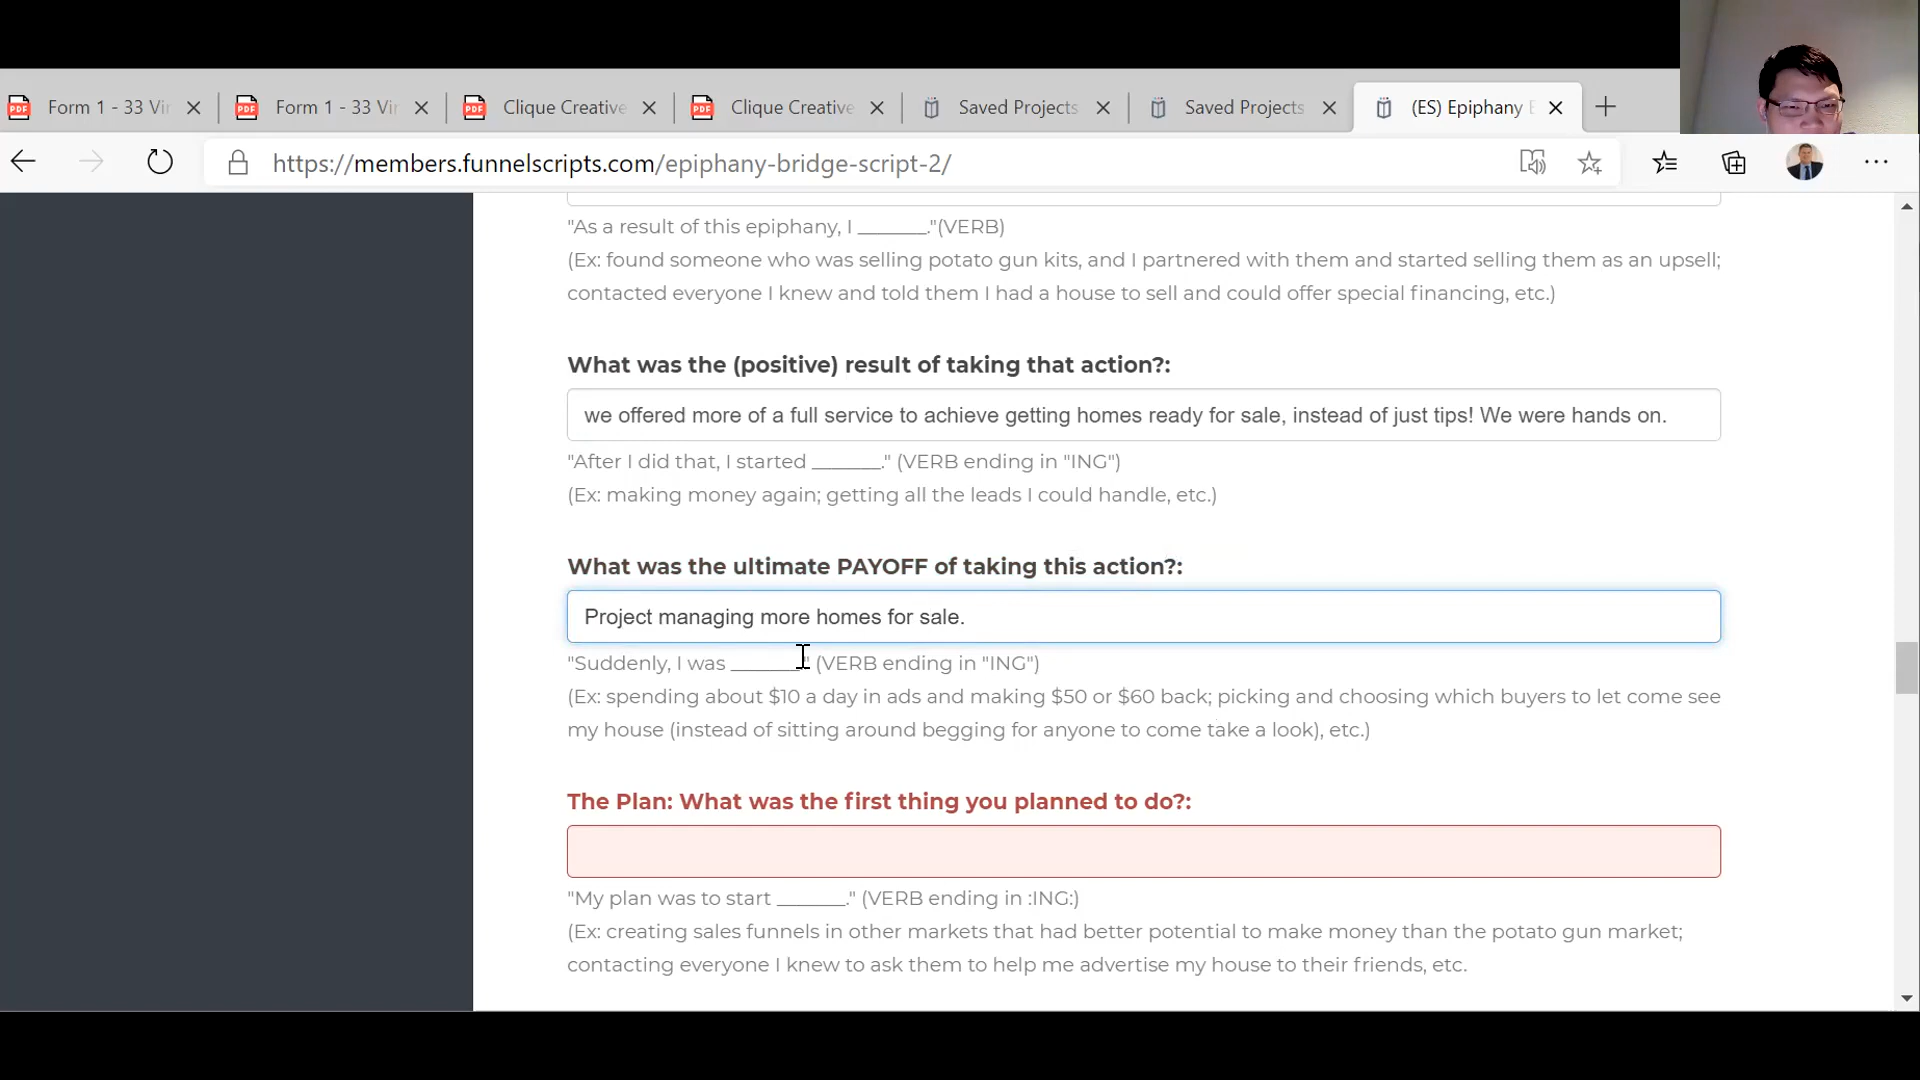 Form 1 - 33 Vir
Form 1 - 33 Vir
Clique Creative
Clique Creative
Saved Projects
Saved Projects
(ES) Epiphany E
https://members.funnelscripts.com/epiphany-bridge-script-2/
"As a result of this epiphany, I _______."(VERB)
(Ex: found someone who was selling potato gun kits, and I partnered with them and started selling them as an upsell;
contacted everyone I knew and told them I had a house to sell and could offer special financing, etc.)
What was the (positive) result of taking that action?:
we offered more of a full service to achieve getting homes ready for sale, instead of just tips! We were hands on.
"After I did that, I started _______." (VERB ending in "ING")
(Ex: making money again; getting all the leads I could handle, etc.)
What was the ultimate PAYOFF of taking this action?:
Project managing more homes for sale.
"Suddenly, I was _______" (VERB ending in "ING")
(Ex: spending about $10 a day in ads and making $50 or $60 back; picking and choosing which buyers to let come see
my house (instead of sitting around begging for anyone to come take a look), etc.)
The Plan: What was the first thing you planned to do?:
"My plan was to start _______." (VERB ending in :ING:)
(Ex: creating sales funnels in other markets that had better potential to make money than the potato gun market;
contacting everyone I knew to ask them to help me advertise my house to their friends, etc.